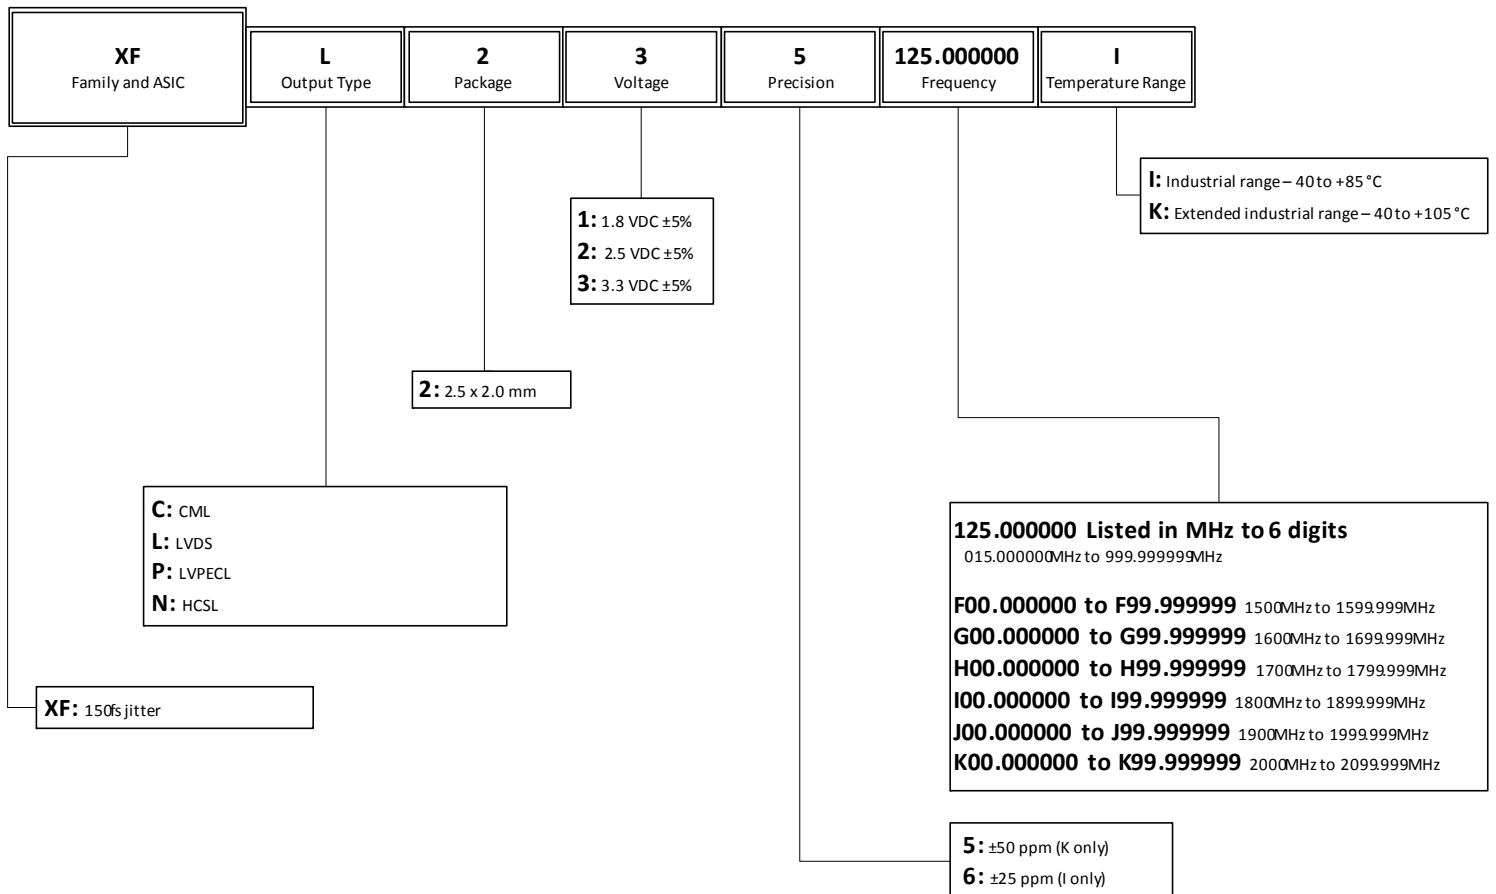 XF
Family and ASIC
L
Output Type
2
Package
3
Voltage
5
Precision
125.000000
Frequency
I
Temperature Range
I: Industrial range – 40 to +85 °C
K: Extended industrial range – 40 to +105 °C
1: 1.8 VDC ±5%
2: 2.5 VDC ±5%
3: 3.3 VDC ±5%
2: 2.5 x 2.0 mm
C: CML
L: LVDS
P: LVPECL
N: HCSL
125.000000 Listed in MHz to 6 digits
015.000000MHz to 999.999999MHz
F00.000000 to F99.999999 1500MHz to 1599.999MHz
G00.000000 to G99.999999 1600MHz to 1699.999MHz
H00.000000 to H99.999999 1700MHz to 1799.999MHz
I00.000000 to I99.999999 1800MHz to 1899.999MHz
J00.000000 to J99.999999 1900MHz to 1999.999MHz
K00.000000 to K99.999999 2000MHz to 2099.999MHz
XF: 150fs jitter
5: ±50 ppm (K only)
6: ±25 ppm (I only)